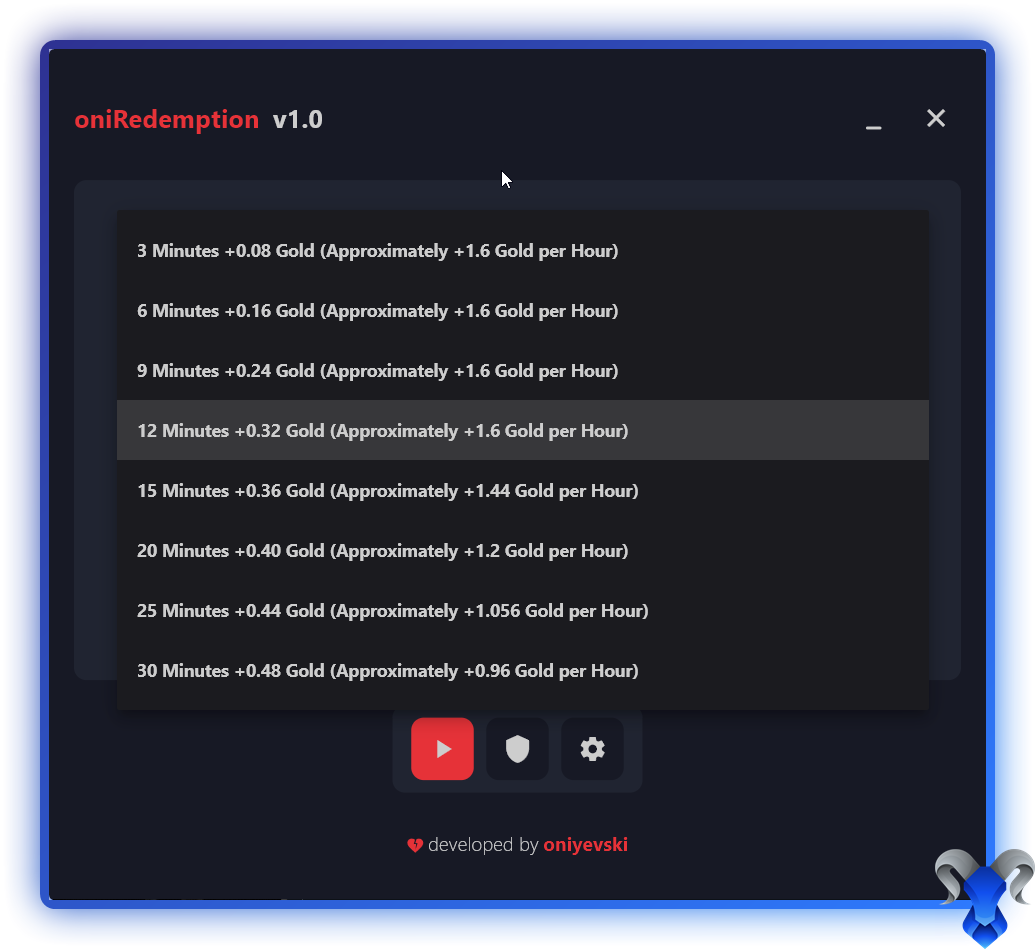 oniRedemption v1.0
3 Minutes +0.08 Gold (Approximately +1.6 Gold per Hour)
6 Minutes +0.16 Gold (Approximately +1.6 Gold per Hour)
9 Minutes +0.24 Gold (Approximately +1.6 Gold per Hour)
12 Minutes +0.32 Gold (Approximately +1.6 Gold per Hour)
15 Minutes +0.36 Gold (Approximately +1.44 Gold per Hour)
20 Minutes +0.40 Gold (Approximately +1.2 Gold per Hour)
25 Minutes +0.44 Gold (Approximately +1.056 Gold per Hour)
30 Minutes +0.48 Gold (Approximately +0.96 Gold per Hour)
developed by oniyevski